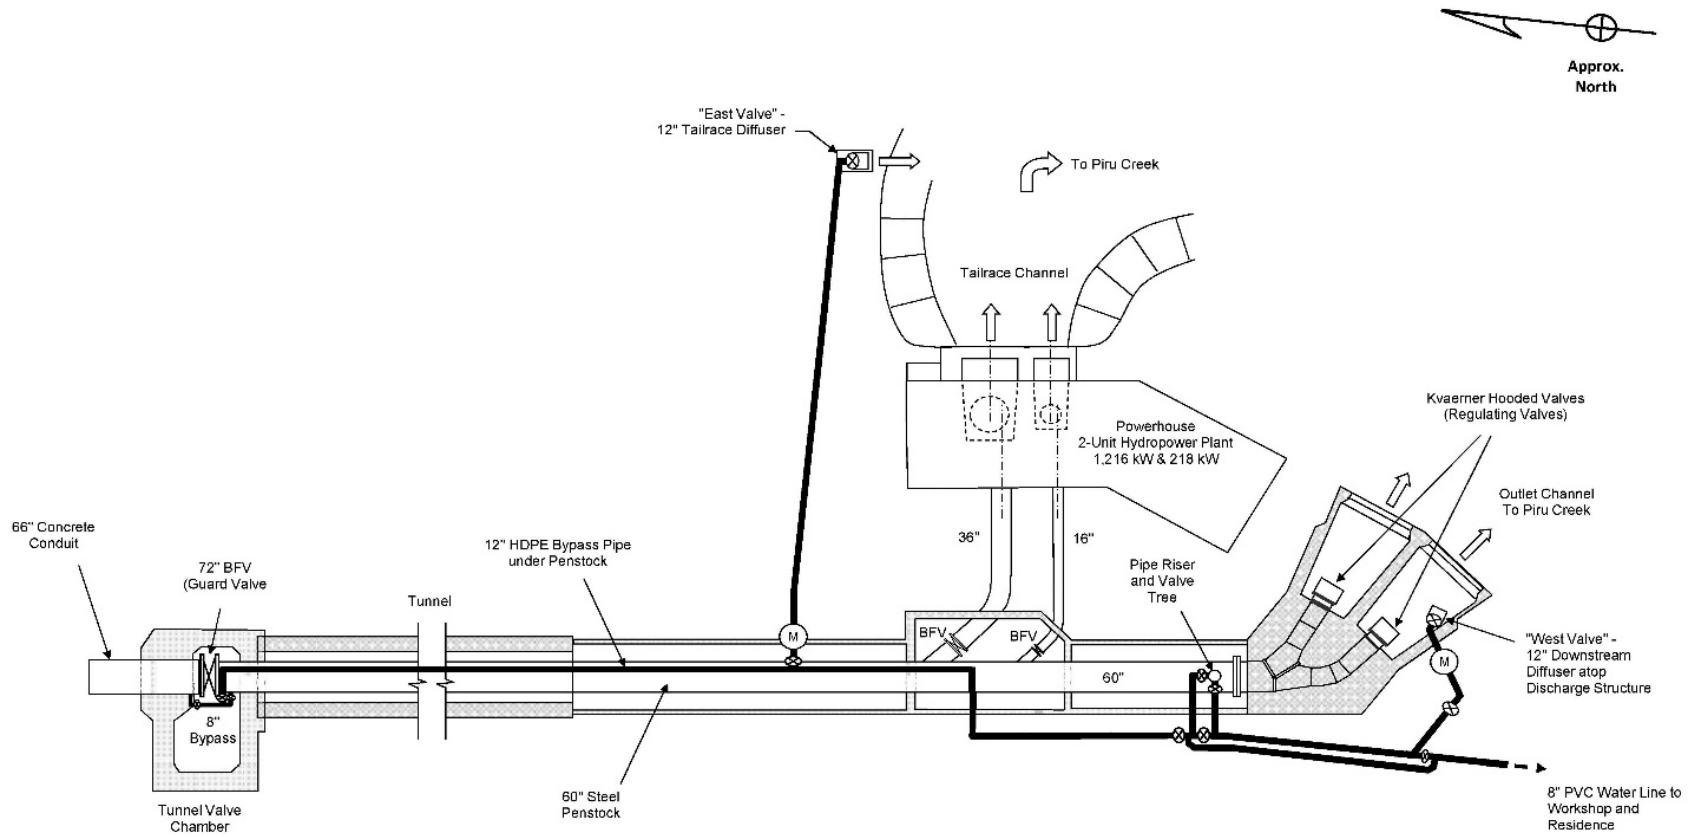 Approx.
North
"East Valve" -
12" Tailrace Diffuser
To Piru Creek
Tailrace Channel
Kvaerner Hooded Valves
(Regulating Valves)
Powerhouse
2-Unit Hydropower Plant
1,216 kW & 218 kW
Outlet Channel
To Piru Creek
66" Concrete
Conduit
72" BFV
(Guard Valve
12" HDPE Bypass Pipe
under Penstock
36"
16"
Pipe Riser
and Valve
Tree
Tunnel
M
BFV
BFV
"West Valve" -
12" Downstream
Diffuser atop
Discharge Structure
M
60"
8"
Bypass
60" Steel
Penstock
Tunnel Valve
Chamber
8" PVC Water Line to
Workshop and
Residence